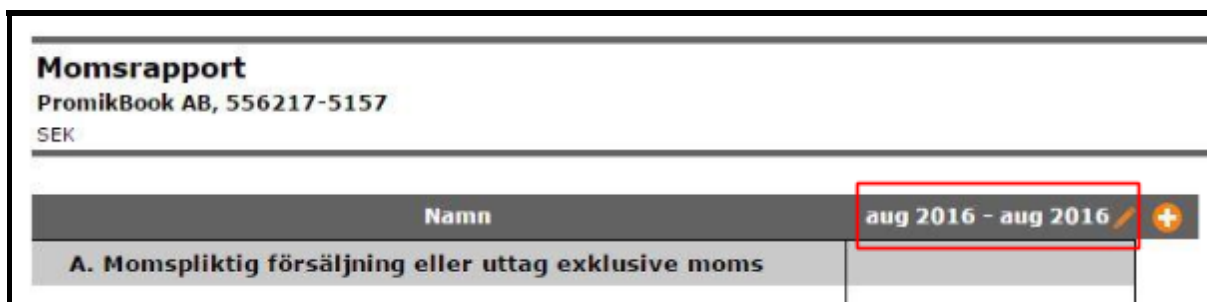 Momsrapport
PromikBook AB, 556217-5157
SEK
Namn aug 2016 - aug 2016
A. Momspliktig försäljning eller uttag exklusive moms